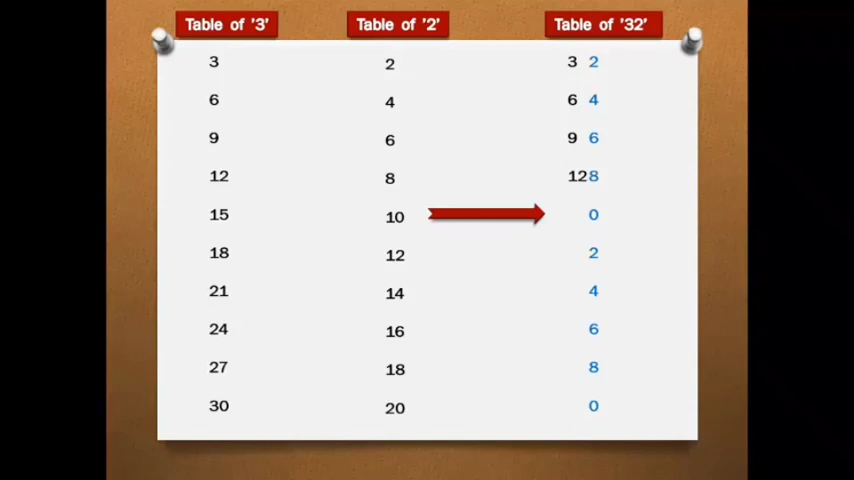 Table of '3' Table of '2' Table of '32'
3 2 3 2
6 4 6 4
9 6 9 6
12 8 128
15 10 0
18 12 2
21 14 4
24 16 6
27 18 8
30 20 0